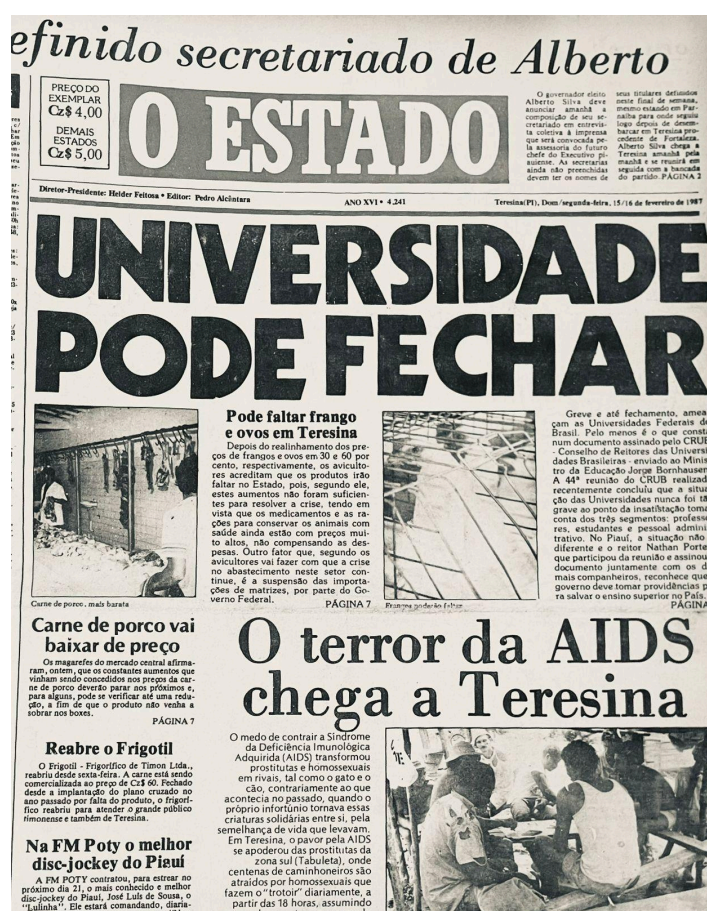 efinido secretariado de Alberto
PREÇO DO
EXEMPLAR
Cz$ 4,00
DEMAIS
ESTADOS
Cz$ 5,00
O ESTADO
O governador eleito
Alberto Silva deve
anunciar amanhã a
composição de seu se-
cretariado em entrevis-
ta coletiva à imprensa
que será convocada pe-
la assessoria do futuro
chefe do Executivo pi-
auiense. As secretarias
ainda não preenchidas
devem ter os nomes de
seus titulares definidos
neste final de semana,
mesmo estando em Par-
naíba para onde seguiu
logo depois de desem-
barcar em Teresina pro-
cedente de Fortaleza.
Alberto Silva chega a
Teresina amanhã pela
manhã e se reunirá em
seguida com a bancada
do partido. PÁGINA 2
Diretor-Presidente: Helder Feitosa • Editor: Pedro Alcântara
ANO XVI • 4.241
Teresina(PI), Dom/segunda-feira, 15/16 de fevereiro de 1987
UNIVERSIDADE
PODE FECHAR
Carne de porco, mais barata
Pode faltar frango
e ovos em Teresina
Depois do realinhamento dos pre-
ços de frangos e ovos em 30 e 60 por
cento, respectivamente, os aviculto-
res acreditam que os produtos irão
faltar no Estado, pois, segundo ele,
estes aumentos não foram suficien-
tes para resolver a crise, tendo em
vista que os medicamentos e as ra-
ções para conservar os animais com
saúde ainda estão com preços mui-
to altos, não compensando as des-
pesas. Outro fator que, segundo os
avicultores vai fazer com que a crise
no abastecimento neste setor con-
tinue, é a suspensão das importa-
ções de matrizes, por parte do Go-
verno Federal.
PÁGINA 7
Frangos poderão faltar
Greve e até fechamento, amea-
çam as Universidades Federais do
Brasil. Pelo menos é o que consta
num documento assinado pelo CRUB
- Conselho de Reitores das Universi
dades Brasileiras - enviado ao Minis
tro da Educação Jorge Bornhausen
A 44ª reunião do CRUB realizad
recentemente concluiu que a situa
ção das Universidades nunca foi tã
grave ao ponto da insatisfação toma
conta dos três segmentos: professo
res, estudantes e pessoal adminis
trativo. No Piauí, a situação não
diferente e o reitor Nathan Porte
que participou da reunião e assinou
documento juntamente com os d
mais companheiros, reconhece que
governo deve tomar providências p
ra salvar o ensino superior no País.
PÁGINA
Carne de porco vai
baixar de preço
Os magarefes do mercado central afirma-
ram, ontem, que os constantes aumentos que
vinham sendo concedidos nos preços da car-
ne de porco deverão parar nos próximos e,
para alguns, pode se verificar até uma redu-
ção, a fim de que o produto não venha a
sobrar nos boxes.
PÁGINA 7
Reabre o Frigotil
O Frigotil - Frigorífico de Timon Ltda.,
reabriu desde sexta-feira. A carne está sendo
comercializada ao preço de Cz$ 60. Fechado
desde a implantação do plano cruzado no
ano passado por falta do produto, o frigorí-
fico reabriu para atender o grande público
timonense e também de Teresina.
Na FM Poty o melhor
disc-jockey do Piauí
A FM POTY contratou, para estrear no
próximo dia 21, o mais conhecido e melhor
disc-jockey do Piauí, José Luís de Sousa, o
"Lulinha". Ele estará comandando, diaria-
O terror da AIDS
chega a Teresina
O medo de contrair a Síndrome
da Deficiência Imunológica
Adquirida (AIDS) transformou
prostitutas e homossexuais
em rivais, tal como o gato e o
cão, contrariamente ao que
acontecia no passado, quando o
próprio infortúnio tornava essas
criaturas solidárias entre si, pela
semelhança de vida que levavam.
Em Teresina, o pavor pela AIDS
se apoderou das prostitutas da
zona sul (Tabuleta), onde
centenas de caminhoneiros são
atraídos por homossexuais que
fazem o "trotoir" diariamente, a
partir das 18 horas, assumindo